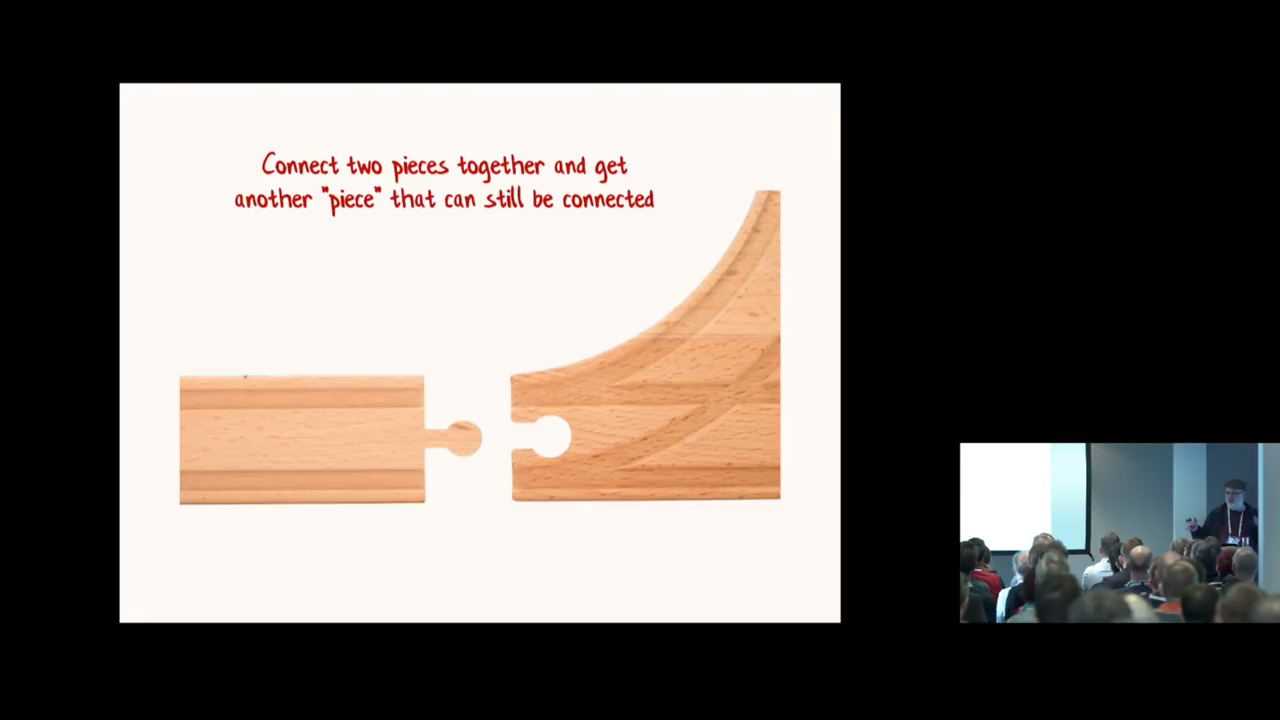 Connect two pieces together and get
another "piece" that can still be connected